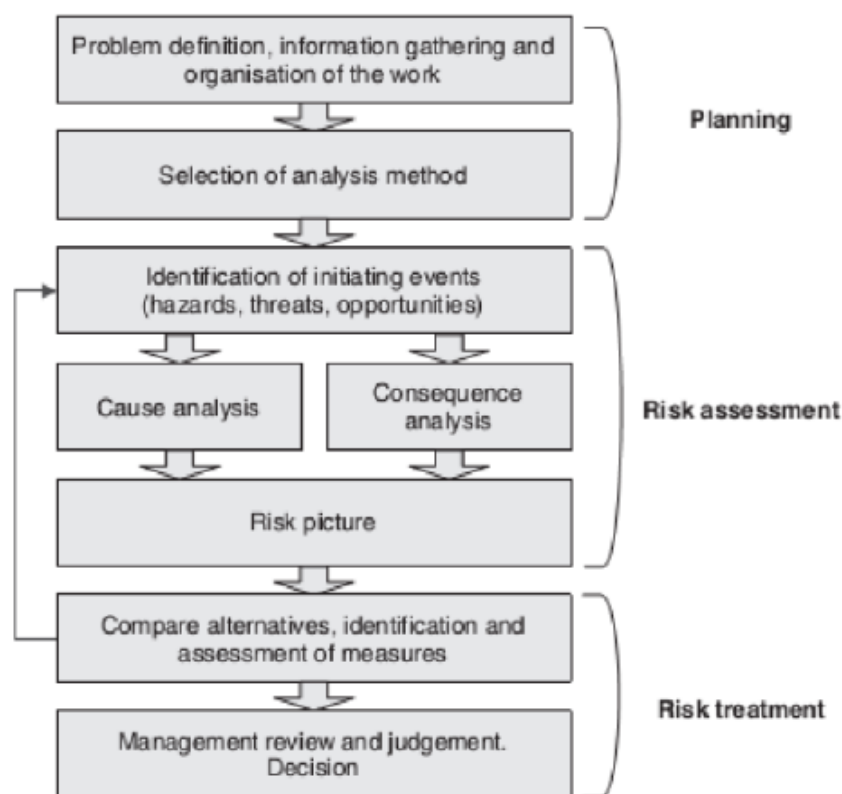 Problem definition, information gathering and
organisation of the work
Planning
Selection of analysis method
Identification of initiating events
(hazards, threats, opportunities)
Cause analysis
Consequence
analysis
Risk assessment
Risk picture
Compare alternatives, identification and
assessment of measures
Risk treatment
Management review and judgement.
Decision